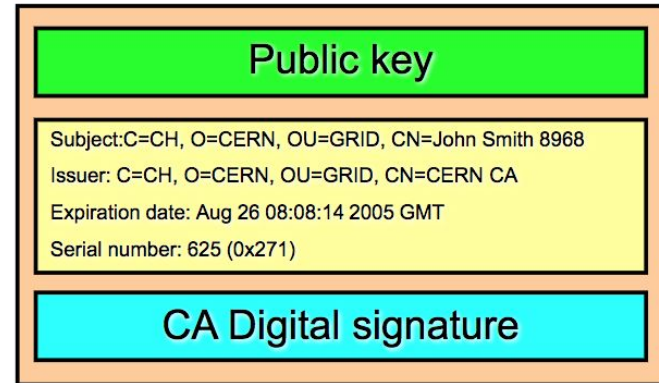 Public key
Subject:C=CH, O=CERN, OU=GRID, CN=John Smith 8968
Issuer: C=CH, O=CERN, OU=GRID, CN=CERN CA
Expiration date: Aug 26 08:08:14 2005 GMT
Serial number: 625 (0x271)
CA Digital signature